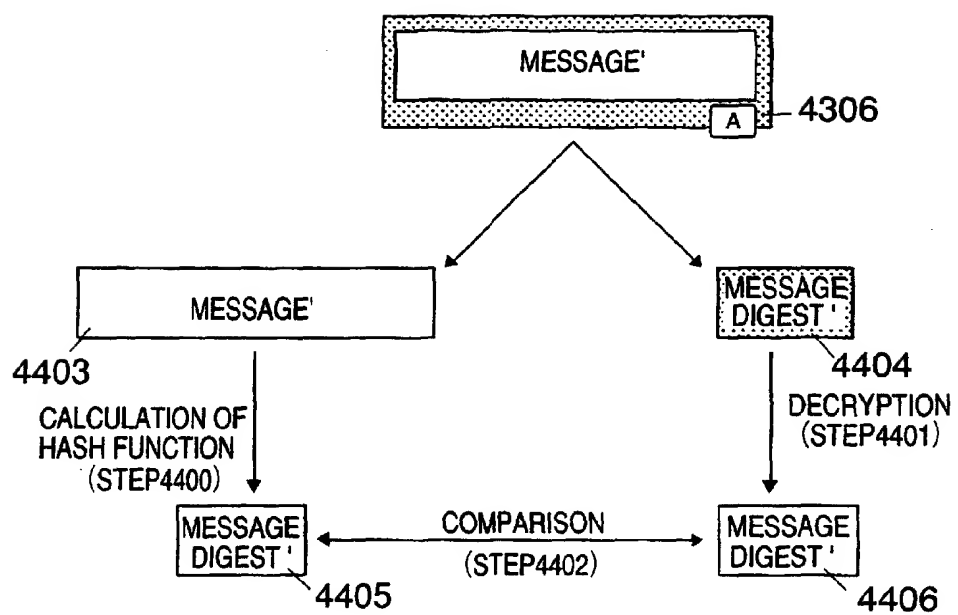 MESSAGE'
A
4306
MESSAGE'
4403
MESSAGE
DIGEST'
4404
CALCULATION OF
HASH FUNCTION
(STEP4400)
DECRYPTION
(STEP4401)
MESSAGE
DIGEST'
4405
COMPARISON
(STEP4402)
MESSAGE
DIGEST'
4406